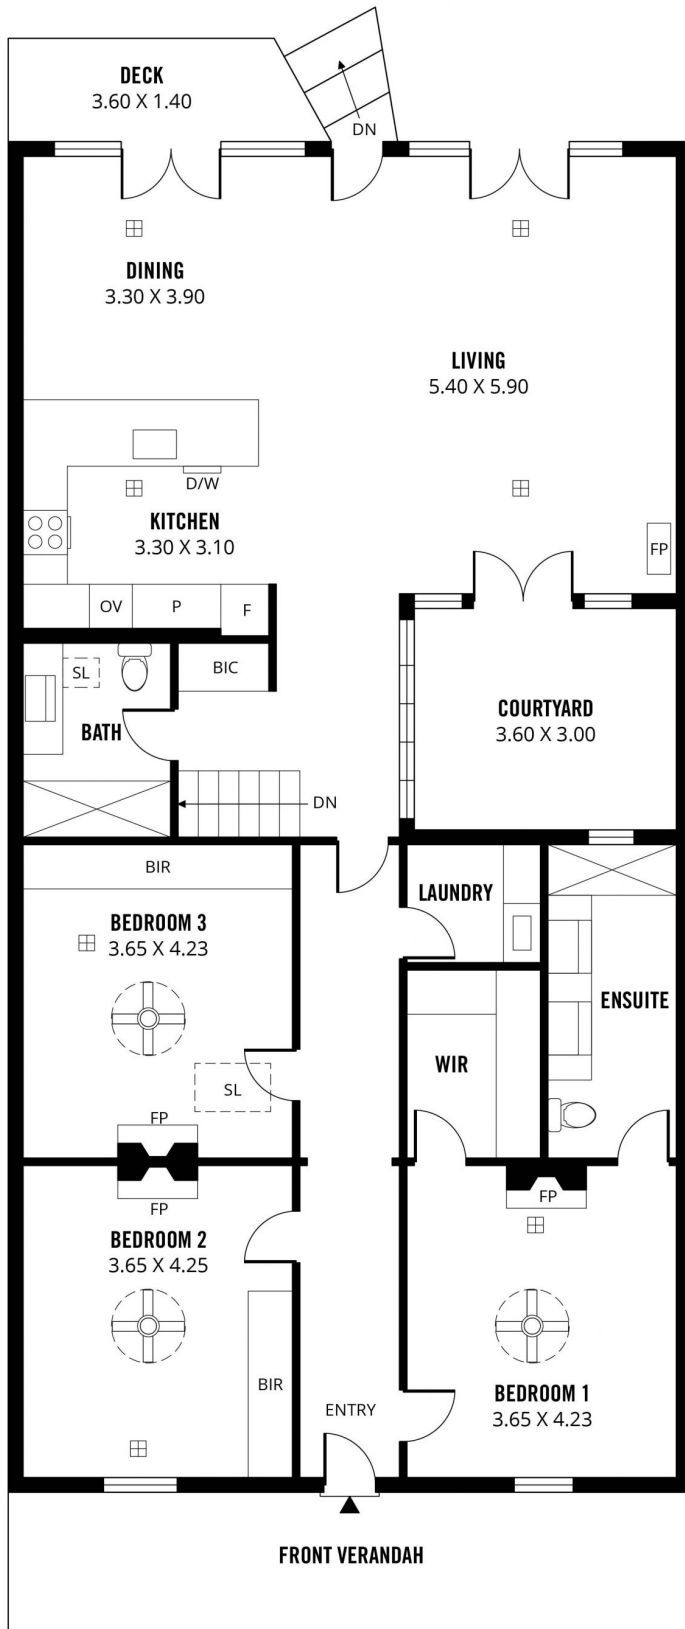 DECK
3.60 X 1.40
DN
DINING
3.30 X 3.90
LIVING
5.40 X 5.90
D/W
KITCHEN
3.30 X 3.10
FP
OV
P
F
SL
BIC
BATH
COURTYARD
3.60 X 3.00
DN
BIR
LAUNDRY
BEDROOM 3
3.65 X 4.23
ENSUITE
WIR
SL
FP
FP
FP
BEDROOM 2
3.65 X 4.25
BIR
BEDROOM 1
3.65 X 4.23
ENTRY
FRONT VERANDAH